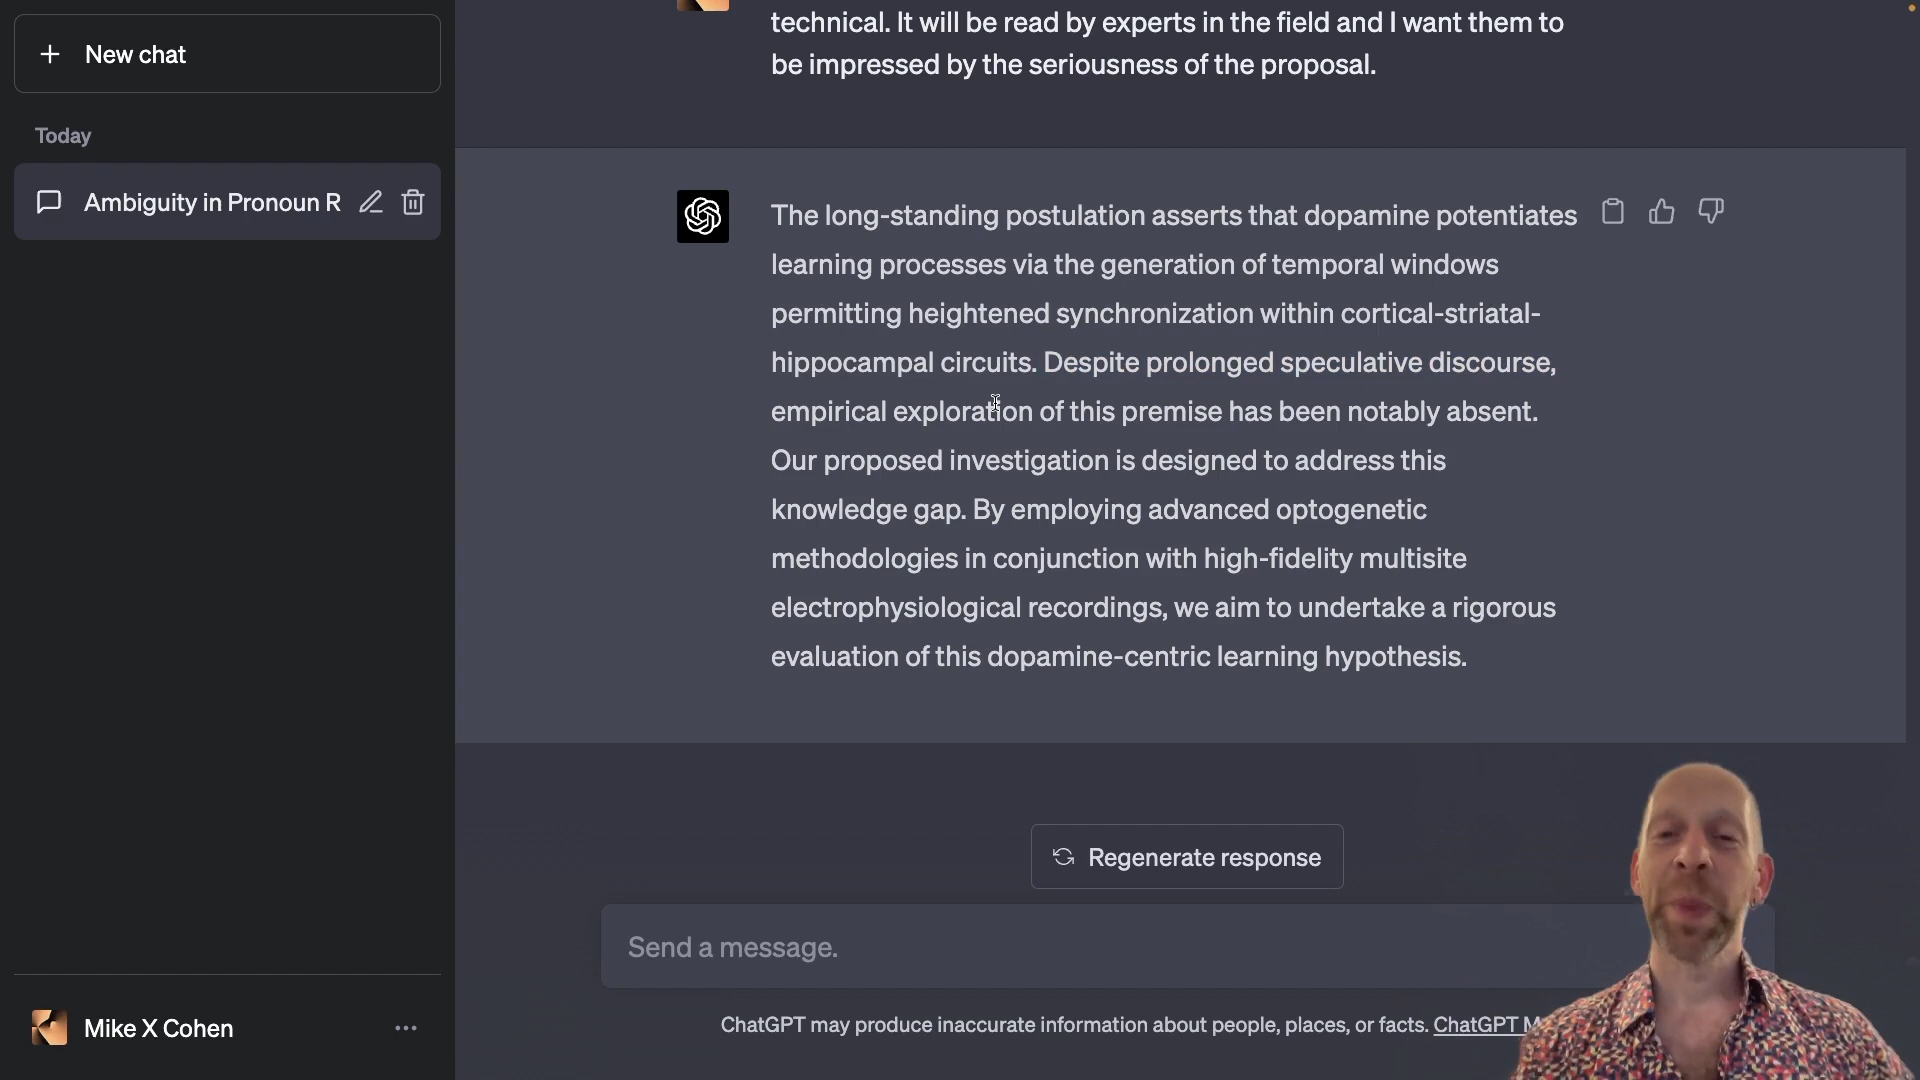 New chat
Today
Ambiguity in Pronoun R
technical. It will be read by experts in the field and I want them to
be impressed by the seriousness of the proposal.
The long-standing postulation asserts that dopamine potentiates
learning processes via the generation of temporal windows
permitting heightened synchronization within cortical-striatal-
hippocampal circuits. Despite prolonged speculative discourse,
empirical exploration of this premise has been notably absent.
Our proposed investigation is designed to address this
knowledge gap. By employing advanced optogenetic
methodologies in conjunction with high-fidelity multisite
electrophysiological recordings, we aim to undertake a rigorous
evaluation of this dopamine-centric learning hypothesis.
Regenerate response
Send a message.
ChatGPT may produce inaccurate information about people, places, or facts. ChatGPT M
Mike X Cohen